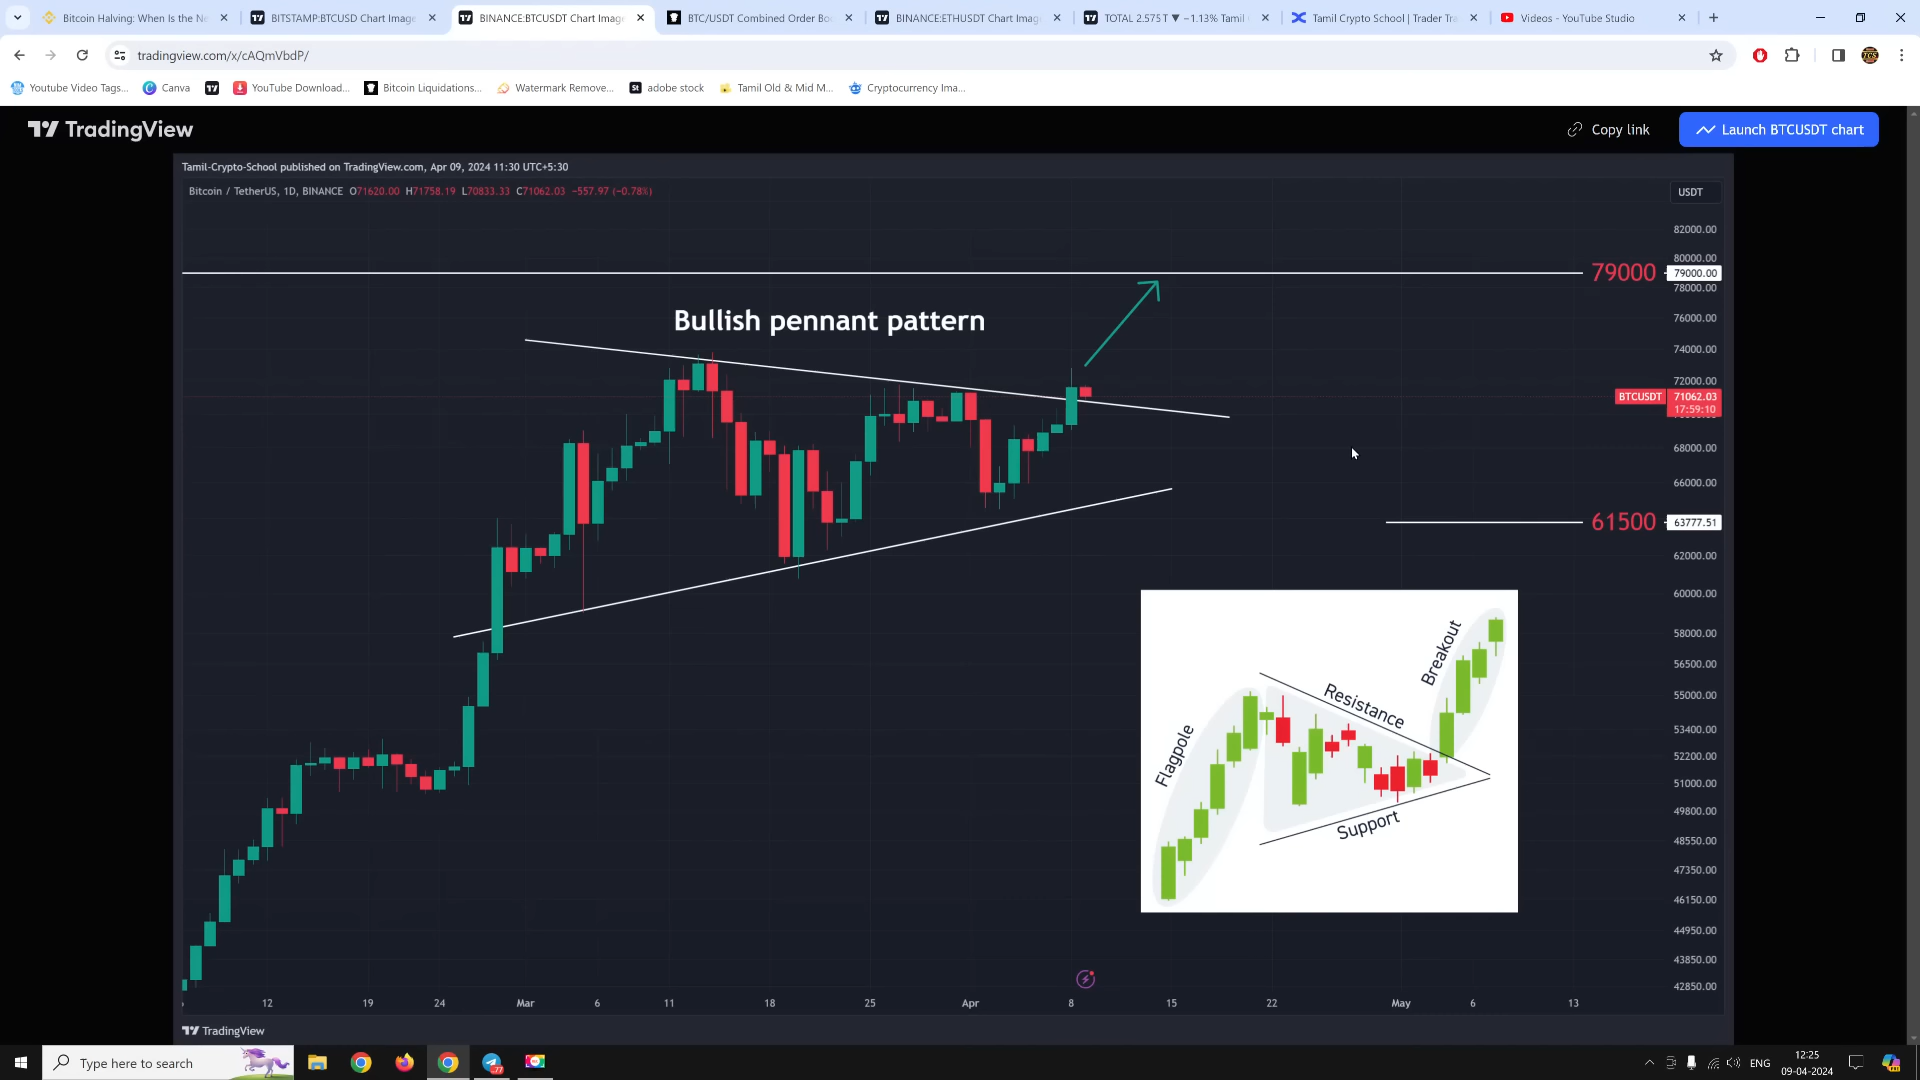 Bitcoin Halving: When Is the Ne
BITSTAMP:BTCUSD Chart Image
BINANCE:BTCUSDT Chart Imag
BTC/USDT Combined Order Boo
BINANCE:ETHUSDT Chart Imag
TOTAL 2.575 T ▼ −1.13% Tamil
Tamil Crypto School | Trader Tra
Videos - YouTube Studio
tradingview.com/x/cAQmVbdP/
Youtube Video Tags...
Canva
YouTube Download...
Bitcoin Liquidations...
Watermark Remove...
adobe stock
Tamil Old & Mid M...
Cryptocurrency Ima...
TradingView
Copy link
Launch BTCUSDT chart
Tamil-Crypto-School published on TradingView.com, Apr 09, 2024 11:30 UTC+5:30
Bitcoin / TetherUS, 1D, BINANCE O71620.00 H71758.19 L70833.33 C71062.03 −557.97 (−0.78%)
USDT
82000.00
80000.00
79000
79000.00
78000.00
Bullish pennant pattern
76000.00
74000.00
72000.00
BTCUSDT
71062.03
17:59:10
68000.00
66000.00
61500
63777.51
62000.00
60000.00
58000.00
56500.00
55000.00
53400.00
52200.00
51000.00
49800.00
48550.00
47350.00
46150.00
44950.00
43850.00
42850.00
Flagpole
Resistance
Support
Breakout
12 19 24 Mar 6 11 18 25 Apr 8 15 22 May 6 13
TradingView
Type here to search
77
ENG
12:25
09-04-2024